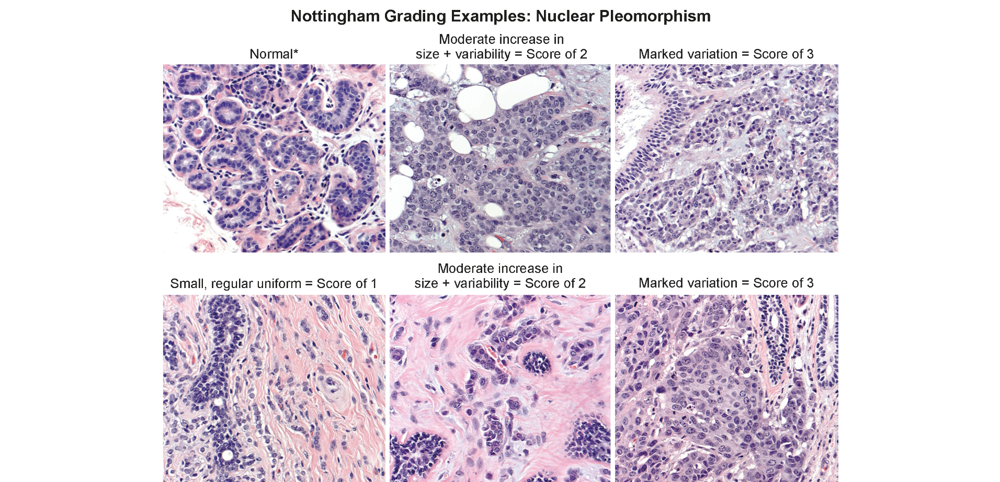 Nottingham Grading Examples: Nuclear Pleomorphism
Normal*
Moderate increase in
size + variability = Score of 2
Marked variation = Score of 3
Small, regular uniform = Score of 1
Moderate increase in
size + variability = Score of 2
Marked variation = Score of 3